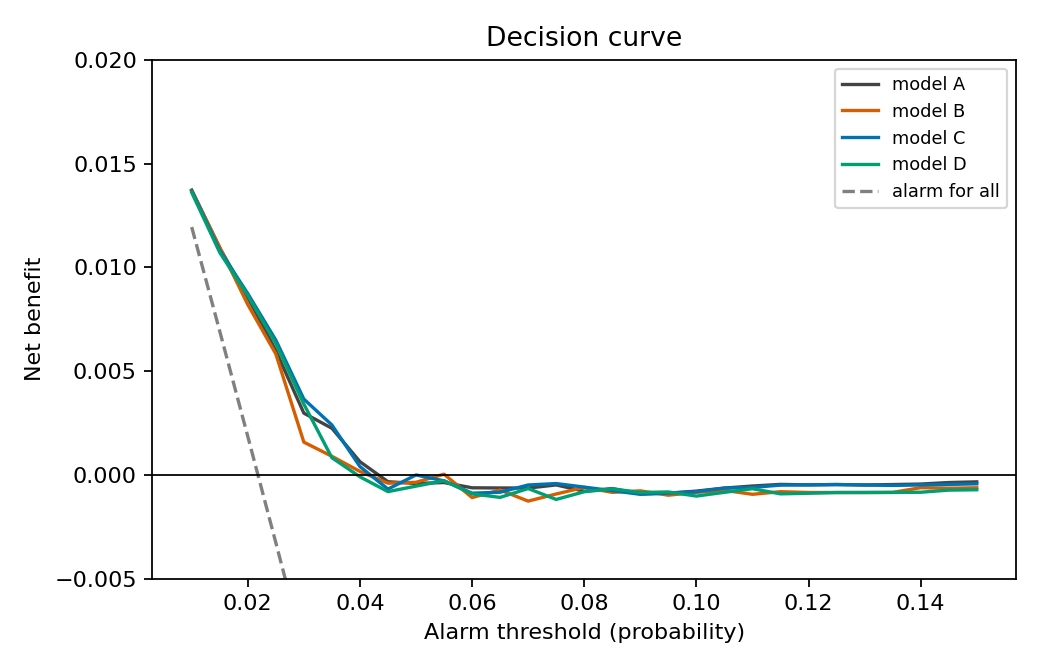 Decision curve
0.020
0.015
0.010
0.005
0.000
−0.005
Net benefit
model A
model B
model C
model D
alarm for all
0.02 0.04 0.06 0.08 0.10 0.12 0.14
Alarm threshold (probability)